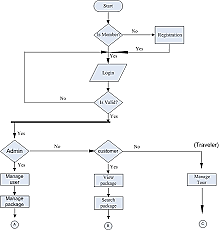 Start
Is Member?
No
Registration
Yes
Yes
Login
No
Is Valid?
Yes
Yes
Admin
No
customer
No
(Traveler)
Yes
Yes
Manage
user
View
package
Manage
Tour
Manage
package
Search
package
A
B
C